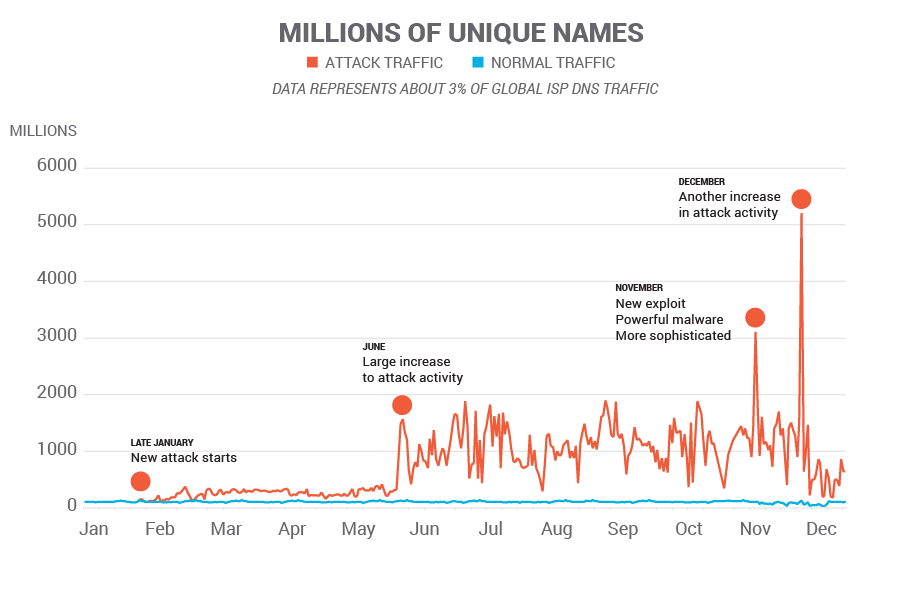 MILLIONS OF UNIQUE NAMES
ATTACK TRAFFIC
NORMAL TRAFFIC
DATA REPRESENTS ABOUT 3% OF GLOBAL ISP DNS TRAFFIC
MILLIONS
6000
5000
4000
3000
2000
1000
0
DECEMBER
Another increase
in attack activity
NOVEMBER
New exploit
Powerful malware
More sophisticated
JUNE
Large increase
to attack activity
LATE JANUARY
New attack starts
Jan
Feb
Mar
Apr
May
Jun
Jul
Aug
Sep
Oct
Nov
Dec